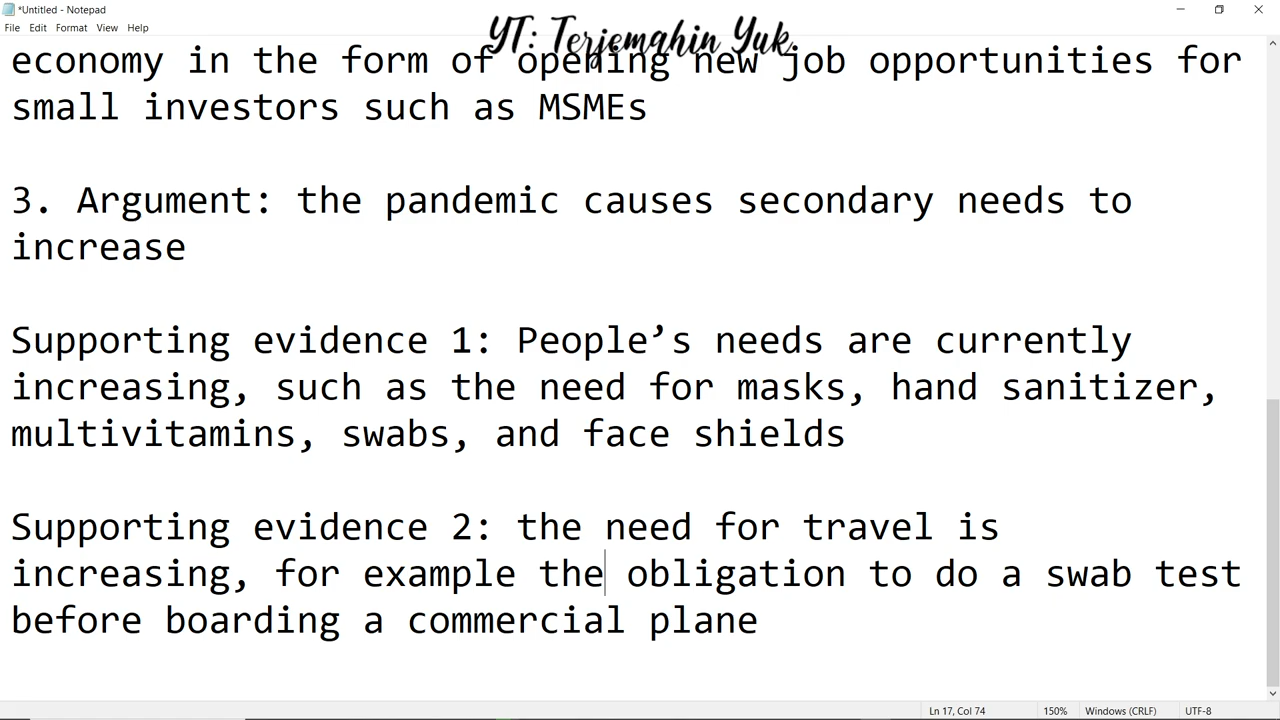 *Untitled - Notepad
File Edit Format View Help
YT: Terjemahin Yuk.
economy in the form of opening new job opportunities for
small investors such as MSMEs
3. Argument: the pandemic causes secondary needs to
increase
Supporting evidence 1: People’s needs are currently
increasing, such as the need for masks, hand sanitizer,
multivitamins, swabs, and face shields
Supporting evidence 2: the need for travel is
increasing, for example the obligation to do a swab test
before boarding a commercial plane
Ln 17, Col 74 150% Windows (CRLF) UTF-8